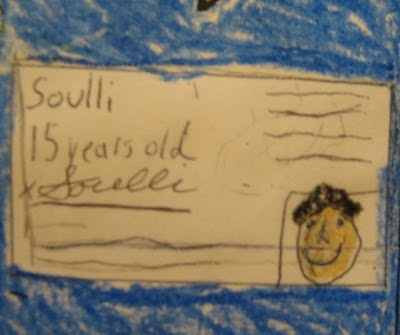 Soulli
15 years old
x Soulli